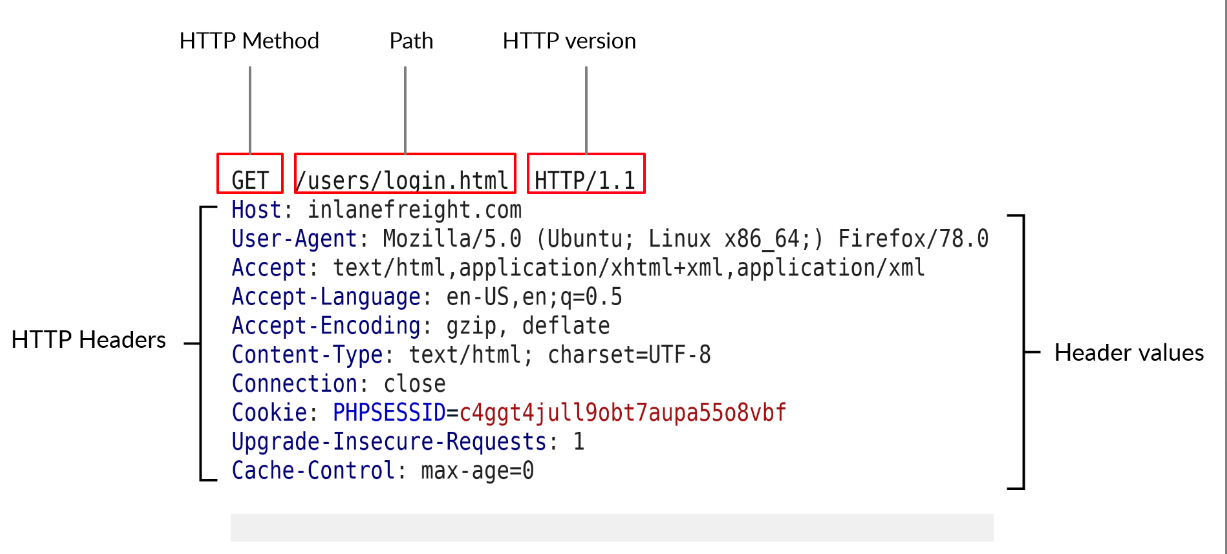 HTTP Method Path HTTP version
GET /users/login.html HTTP/1.1
Host: inlanefreight.com
User-Agent: Mozilla/5.0 (Ubuntu; Linux x86_64;) Firefox/78.0
Accept: text/html,application/xhtml+xml,application/xml
Accept-Language: en-US,en;q=0.5
Accept-Encoding: gzip, deflate
HTTP Headers
Content-Type: text/html; charset=UTF-8
Header values
Connection: close
Cookie: PHPSESSID=c4ggt4jull9obt7aupa55o8vbf
Upgrade-Insecure-Requests: 1
Cache-Control: max-age=0